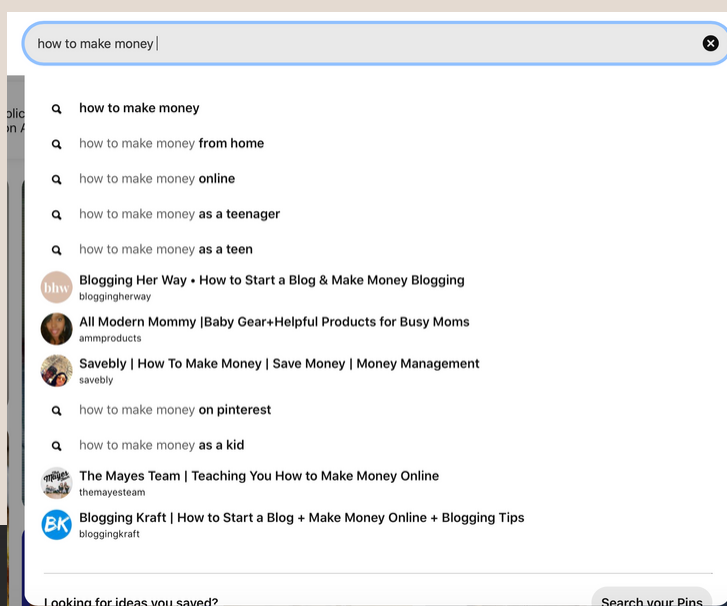 how to make money
how to make money
how to make money from home
how to make money online
how to make money as a teenager
how to make money as a teen
bhw
Blogging Her Way • How to Start a Blog & Make Money Blogging
bloggingherway
All Modern Mommy |Baby Gear+Helpful Products for Busy Moms
ammproducts
Savebly | How To Make Money | Save Money | Money Management
savebly
how to make money on pinterest
how to make money as a kid
mayes
The Mayes Team | Teaching You How to Make Money Online
themayesteam
BK
Blogging Kraft | How to Start a Blog + Make Money Online + Blogging Tips
bloggingkraft
Looking for ideas you saved?
Search your Pins